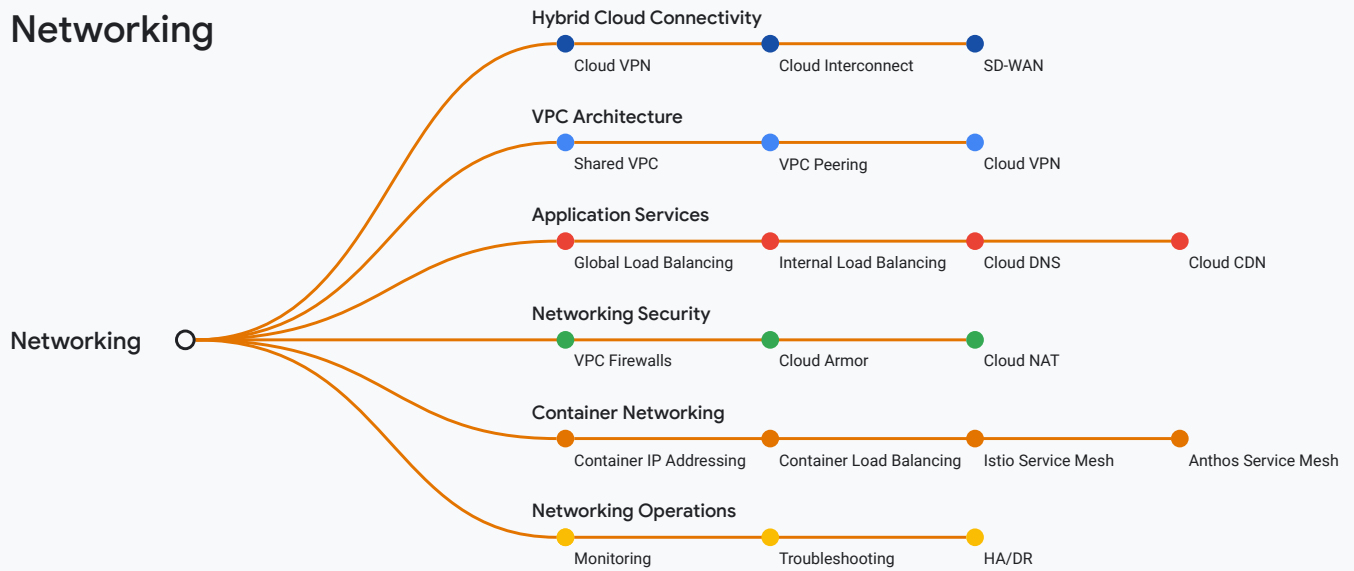 Networking
Hybrid Cloud Connectivity
Cloud VPN
Cloud Interconnect
SD-WAN
VPC Architecture
Shared VPC
VPC Peering
Cloud VPN
Application Services
Global Load Balancing
Internal Load Balancing
Cloud DNS
Cloud CDN
Networking
Networking Security
VPC Firewalls
Cloud Armor
Cloud NAT
Container Networking
Container IP Addressing
Container Load Balancing
Istio Service Mesh
Anthos Service Mesh
Networking Operations
Monitoring
Troubleshooting
HA/DR